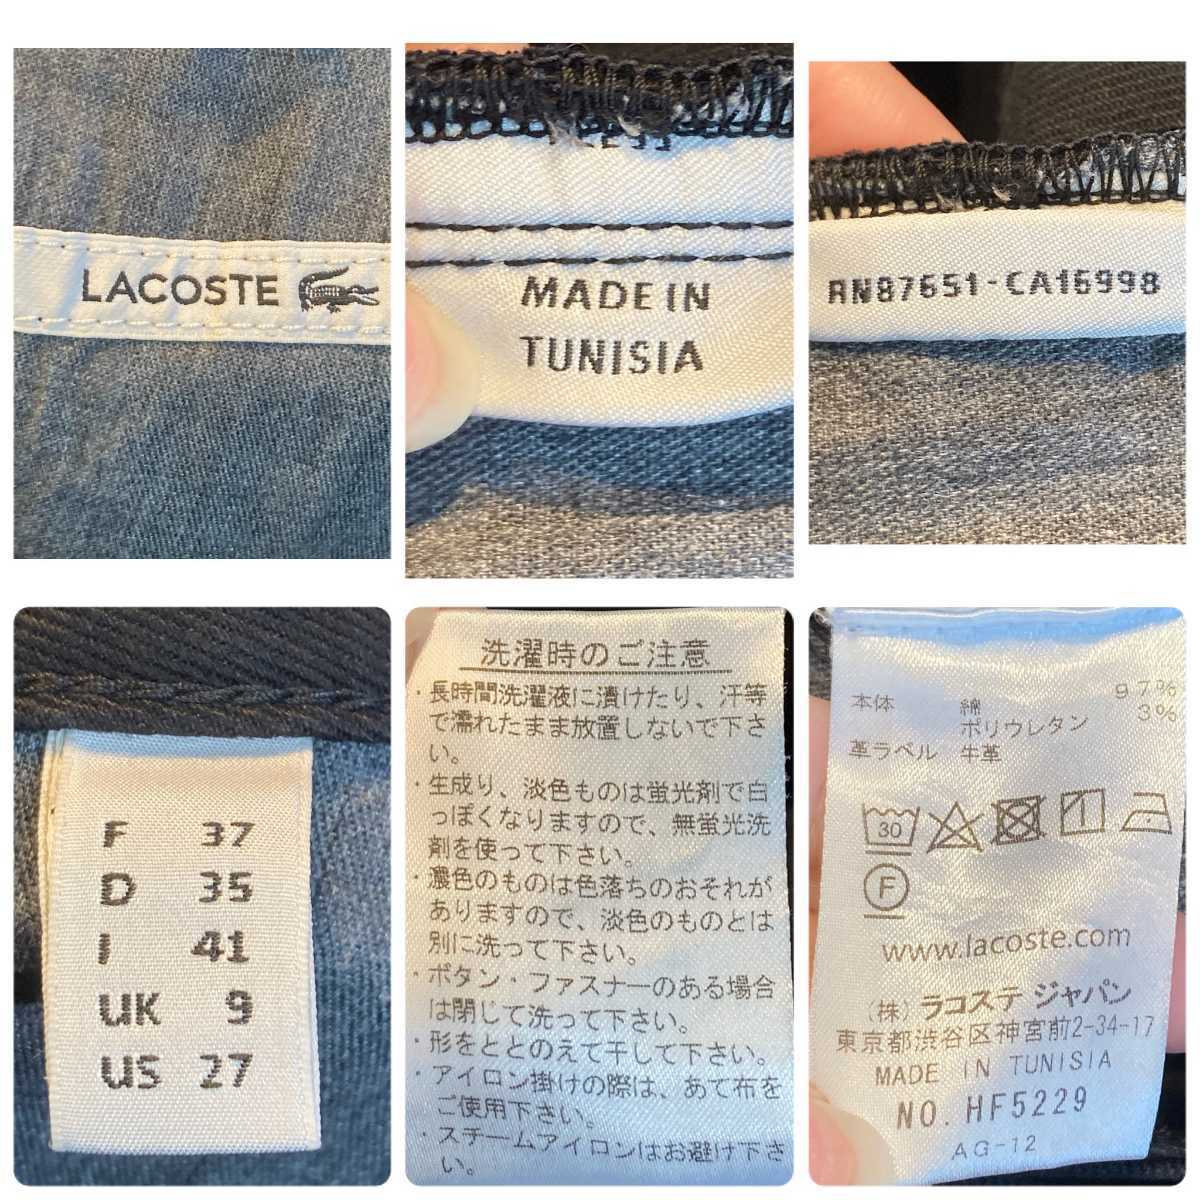 LACOSTE
MADE IN
TUNISIA
RN87651-CA16998
F 37
D 35
I 41
UK 9
US 27
洗濯時のご注意
・長時間洗濯液に漬けたり、汗等
で濡れたまま放置しないで下さ
い。
・生成り、淡色ものは蛍光剤で白
っぽくなりますので、無蛍光洗
剤を使って下さい。
・濃色のものは色落ちのおそれが
ありますので、淡色のものとは
別に洗って下さい。
・ボタン・ファスナーのある場合
は閉じて洗って下さい。
・形をととのえて干して下さい。
・アイロン掛けの際は、あて布を
ご使用下さい。
・スチームアイロンはお避け下さ
い。
本体 綿 97%
ポリウレタン 3%
革ラベル 牛革
30
F
www.lacoste.com
(株) ラコステ ジャパン
東京都渋谷区神宮前2-34-17
MADE IN TUNISIA
NO. HF5229
AG-12